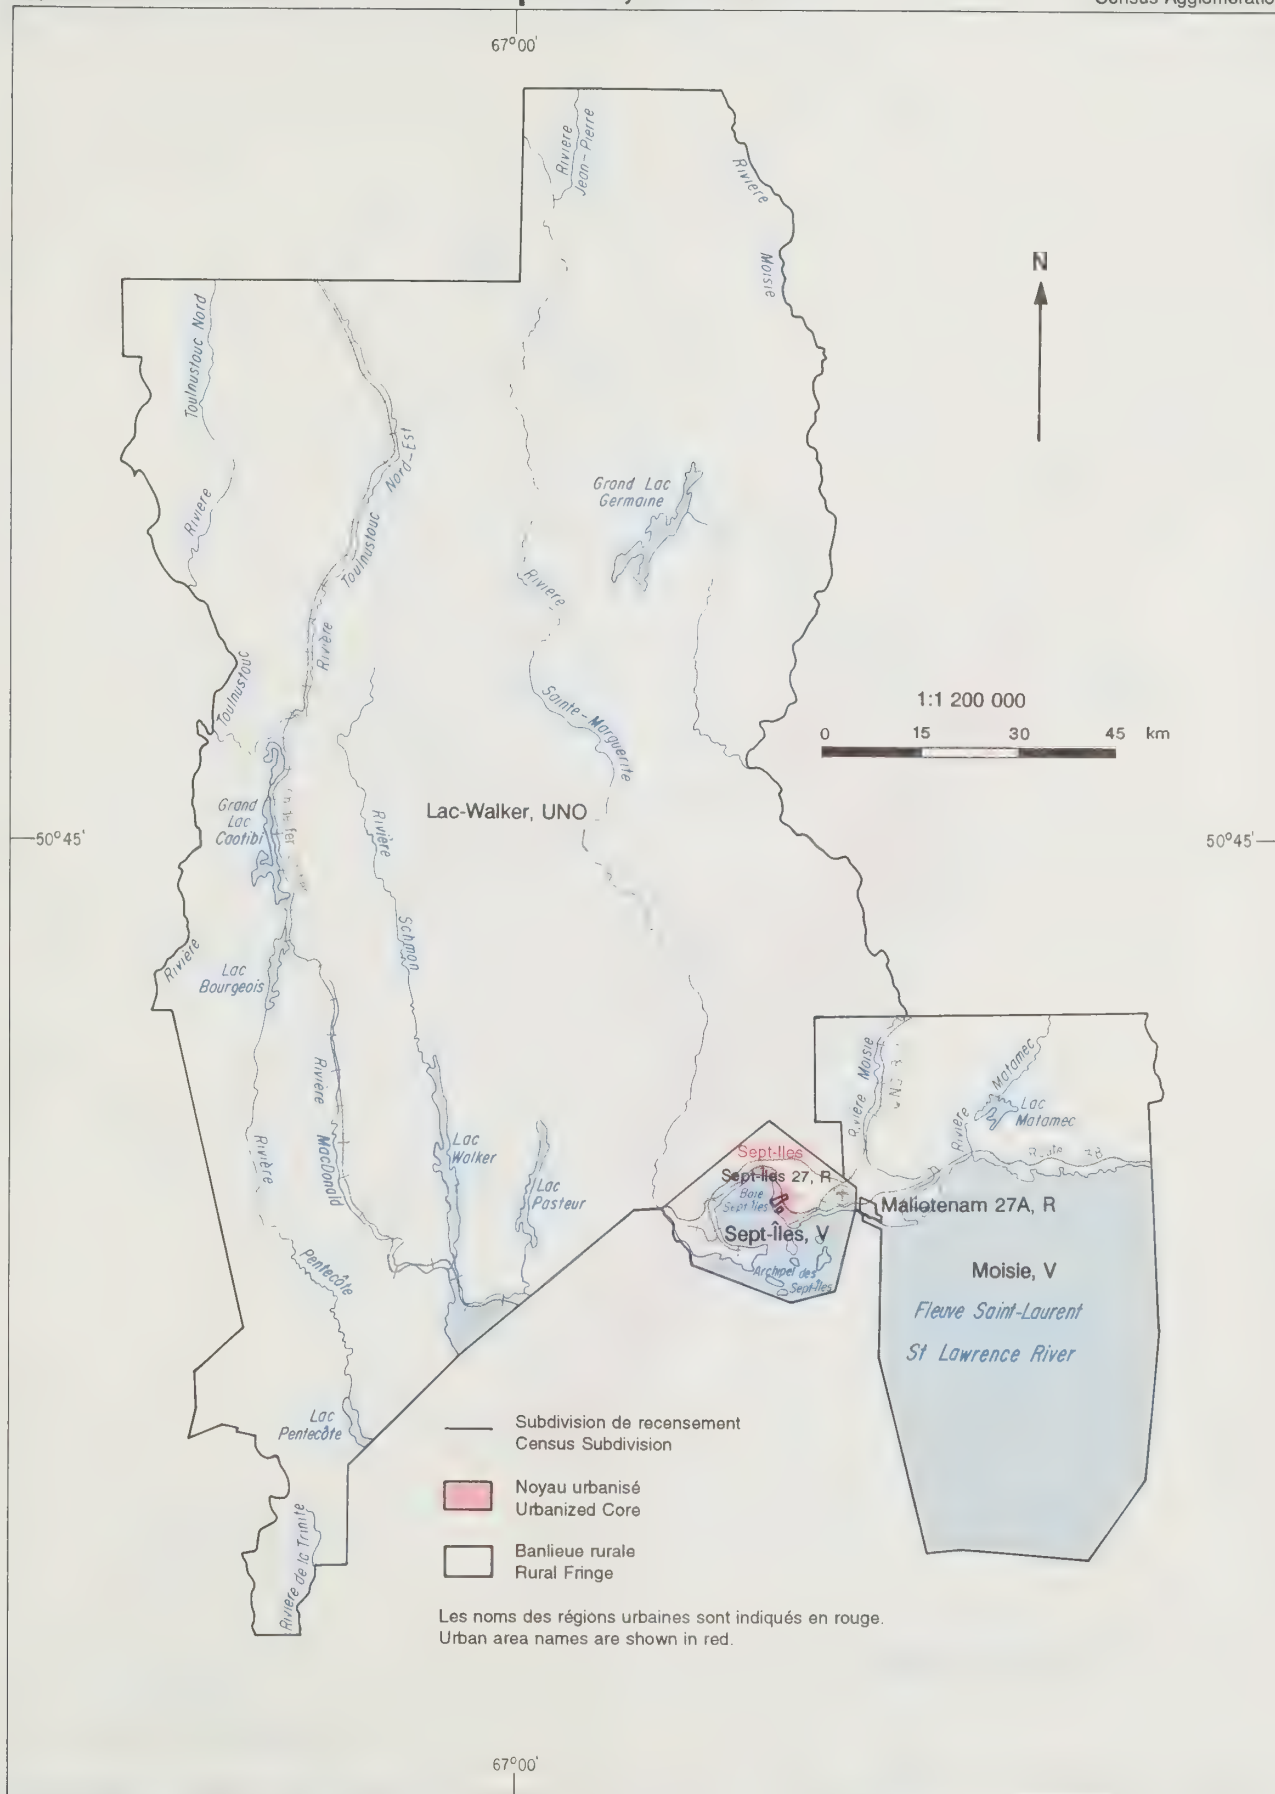 Census Agglomeratio
67°00'
Rivière
Jean-Pierre
Rivière
Moisie
N
Toulnustouc Nord
Rivière
Nord-Est
Toulnustouc
Rivière
Grand Lac
Germaine
Rivière
Toulnustouc
Sainte-Marguerite
1:1 200 000
0 15 30 45 km
Grand
Lac
Caotibi
fer
Lac-Walker, UNO
Rivière
Schmon
50°45'
50°45'
Rivière
Lac
Bourgeois
Rivière
MacDonald
Rivière
Pentecôte
Lac
Walker
Lac
Pasteur
Rivière Moisie
Matamec
Rivière
Lac
Matamec
Route
Sept-Iles
Sept-Iles 27, R
Baie
Sept-Iles
Sept-Îles, V
Archipel des
Sept-Iles
Maliotenam 27A, R
Moisie, V
Fleuve Saint-Laurent
St Lawrence River
Lac
Pentecôte
Rivière de la Trinité
Subdivision de recensement
Census Subdivision
Noyau urbanisé
Urbanized Core
Banlieue rurale
Rural Fringe
Les noms des régions urbaines sont indiqués en rouge.
Urban area names are shown in red.
67°00'